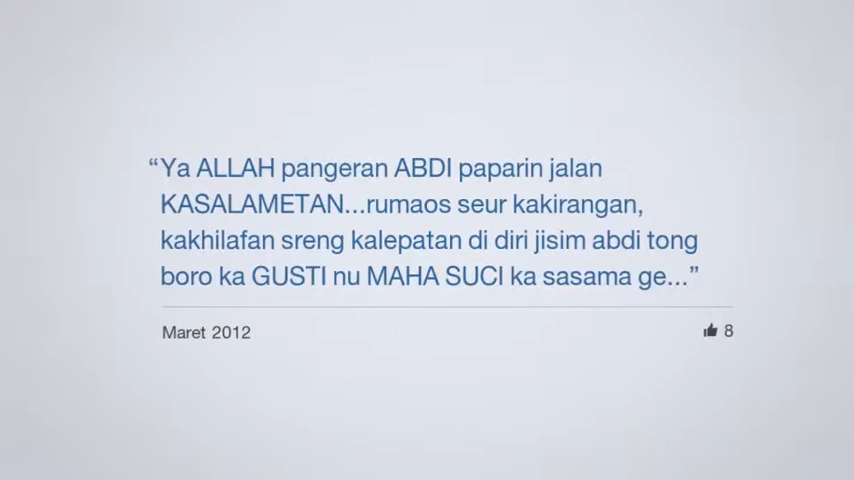 “Ya ALLAH pangeran ABDI paparin jalan
KASALAMETAN...rumaos seur kakirangan,
kakhilafan sreng kalepatan di diri jisim abdi tong
boro ka GUSTI nu MAHA SUCI ka sasama ge...”
Maret 2012
8